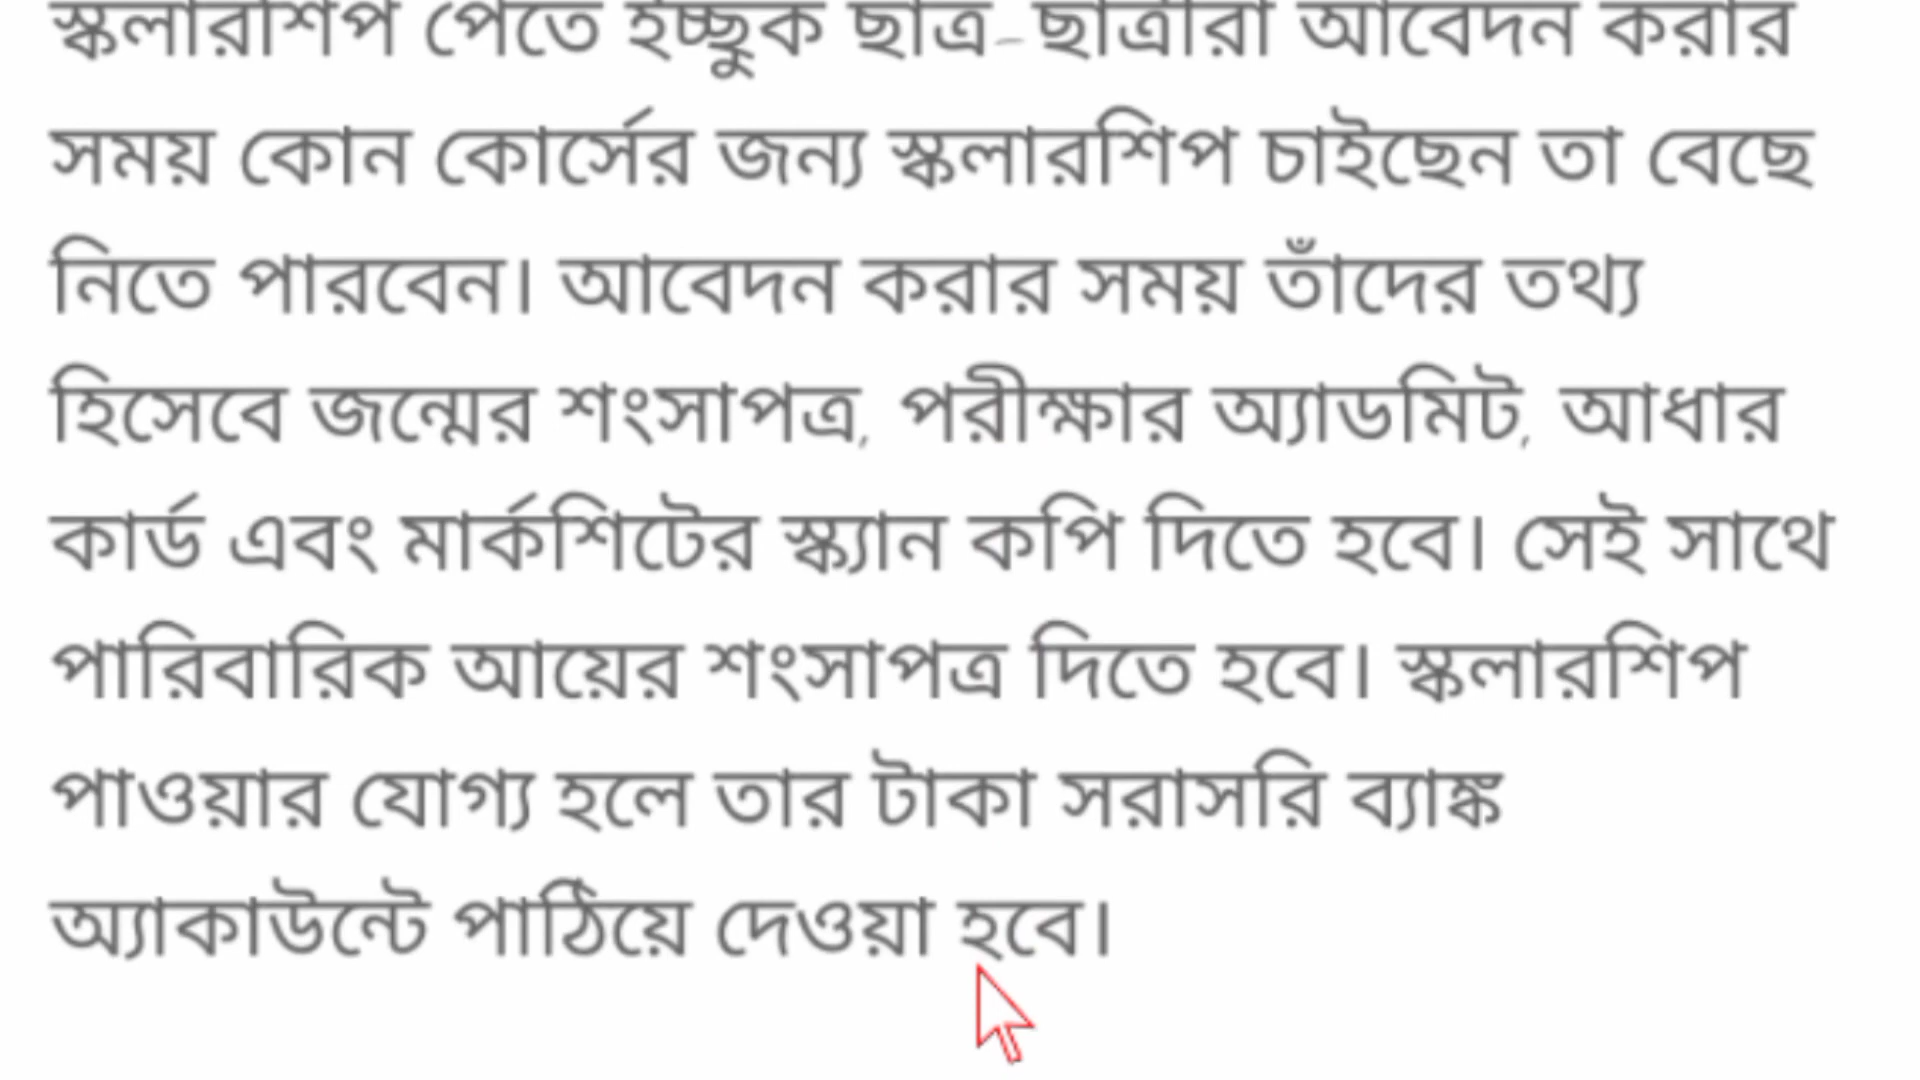 স্কলারশিপ পেতে ইচ্ছুক ছাত্র-ছাত্রীরা আবেদন করার
সময় কোন কোর্সের জন্য স্কলারশিপ চাইছেন তা বেছে
নিতে পারবেন। আবেদন করার সময় তাঁদের তথ্য
হিসেবে জন্মের শংসাপত্র, পরীক্ষার অ্যাডমিট, আধার
কার্ড এবং মার্কশিটের স্ক্যান কপি দিতে হবে। সেই সাথে
পারিবারিক আয়ের শংসাপত্র দিতে হবে। স্কলারশিপ
পাওয়ার যোগ্য হলে তার টাকা সরাসরি ব্যাঙ্ক
অ্যাকাউন্টে পাঠিয়ে দেওয়া হবে।